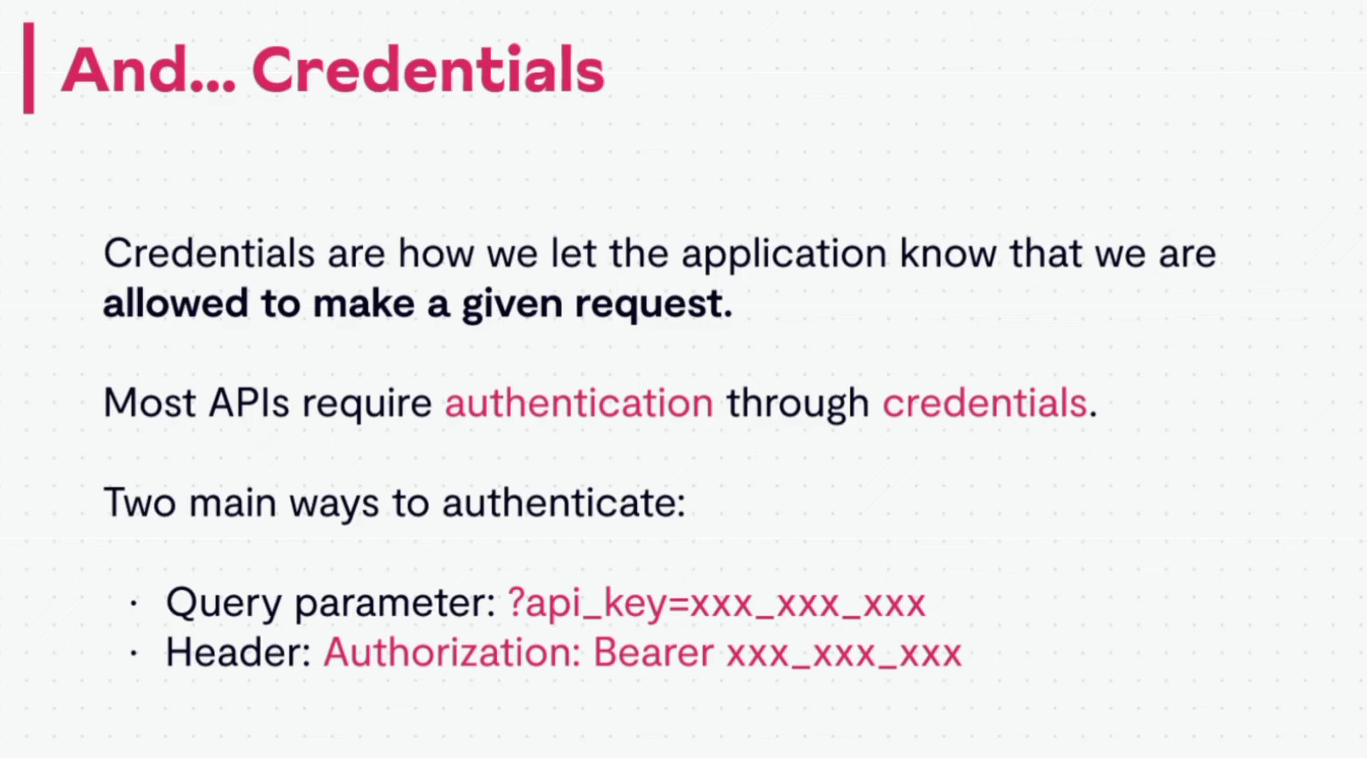 And... Credentials
Credentials are how we let the application know that we are
allowed to make a given request.
Most APIs require authentication through credentials.
Two main ways to authenticate:
· Query parameter: ?api_key=xxx_xxx_xxx
· Header: Authorization: Bearer xxx_xxx_xxx